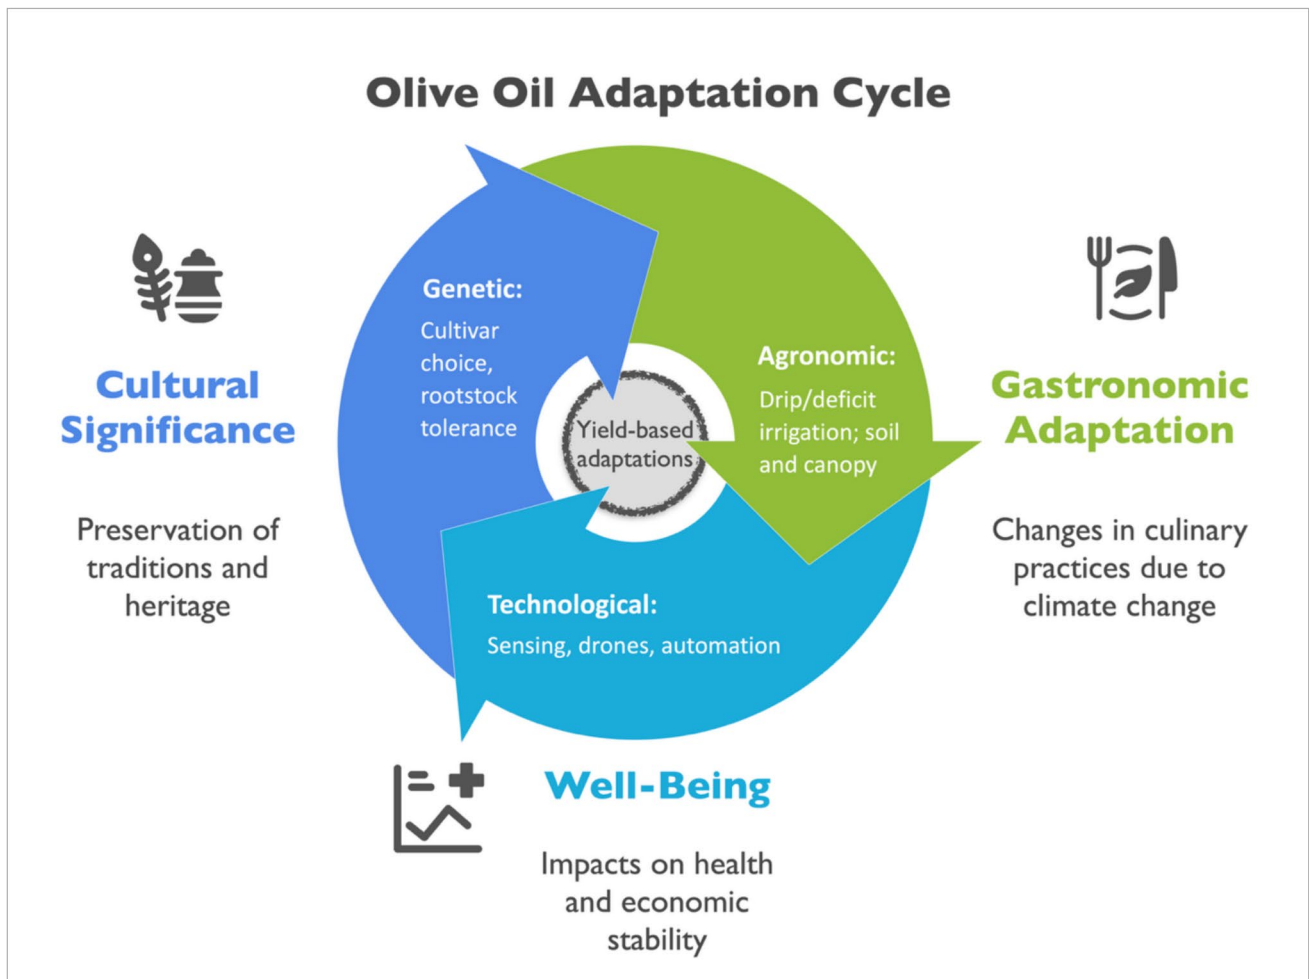 Olive Oil Adaptation Cycle
Genetic:
Cultivar
choice,
rootstock
tolerance
Agronomic:
Drip/deficit
irrigation; soil
and canopy
Yield-based
adaptations
Technological:
Sensing, drones, automation
Cultural
Significance
Preservation of
traditions and
heritage
Gastronomic
Adaptation
Changes in culinary
practices due to
climate change
Well-Being
Impacts on health
and economic
stability